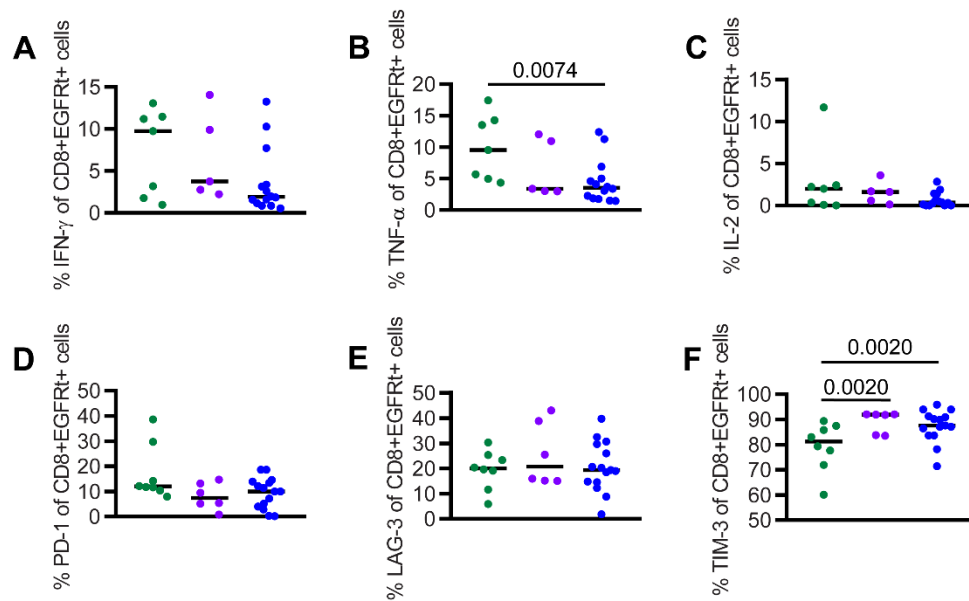 A
% IFN-γ of CD8+EGFRt+ cells
15
10
5
0
B
% TNF-α of CD8+EGFRt+ cells
20
15
10
5
0
0.0074
C
% IL-2 of CD8+EGFRt+ cells
15
10
5
0
D
% PD-1 of CD8+EGFRt+ cells
50
40
30
20
10
0
E
% LAG-3 of CD8+EGFRt+ cells
50
40
30
20
10
0
F
% TIM-3 of CD8+EGFRt+ cells
100
90
80
70
60
50
0.0020
0.0020